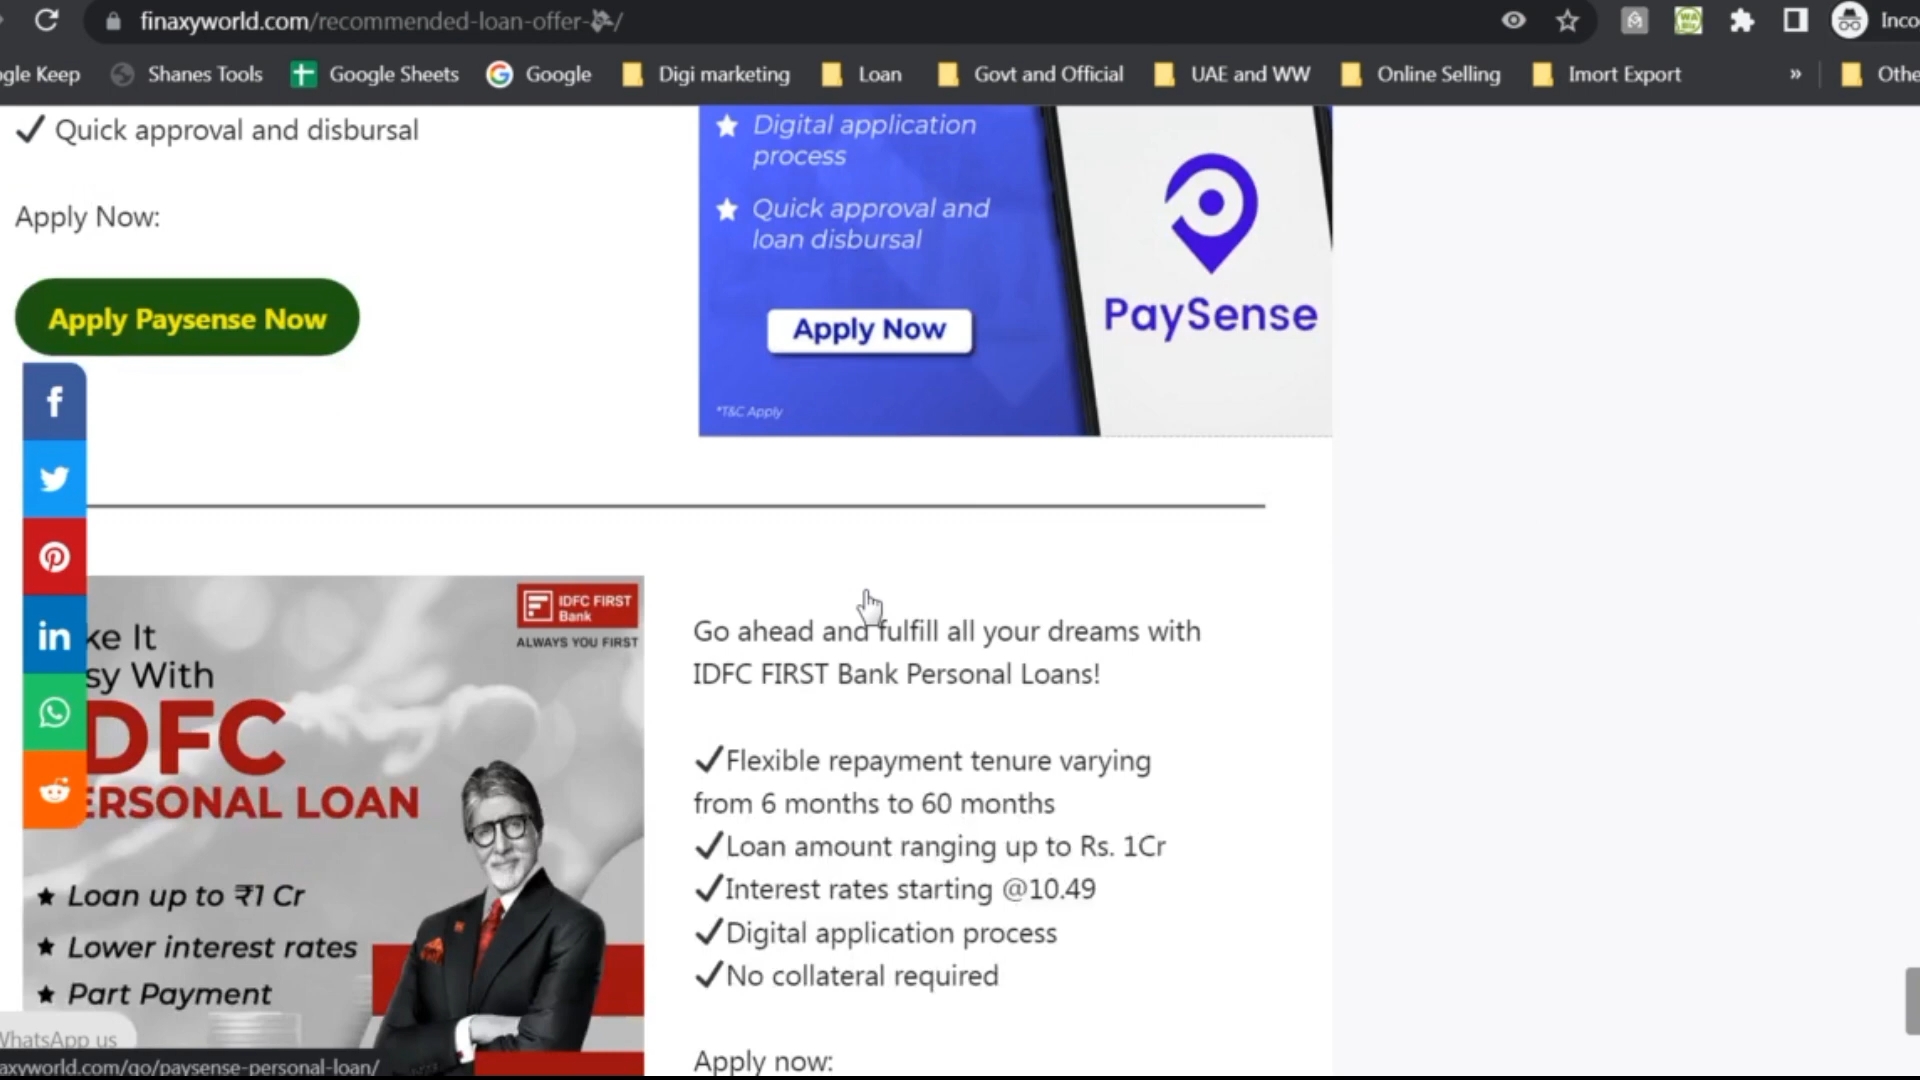 finaxyworld.com/recommended-loan-offer-
Inco
gle Keep
Shanes Tools
Google Sheets
Google
Digi marketing
Loan
Govt and Official
UAE and WW
Online Selling
Imort Export
»
Othe
✔ Quick approval and disbursal
Apply Now:
Apply Paysense Now
★ Digital application
process
★ Quick approval and
loan disbursal
Apply Now
*T&C Apply
PaySense
IDFC FIRST
Bank
ALWAYS YOU FIRST
ke It
sy With
DFC
ERSONAL LOAN
★ Loan up to ₹1 Cr
★ Lower interest rates
★ Part Payment
Go ahead and fulfill all your dreams with
IDFC FIRST Bank Personal Loans!
✔Flexible repayment tenure varying
from 6 months to 60 months
✔Loan amount ranging up to Rs. 1Cr
✔Interest rates starting @10.49
✔Digital application process
✔No collateral required
Apply now:
WhatsApp us
axyworld.com/go/paysense-personal-loan/